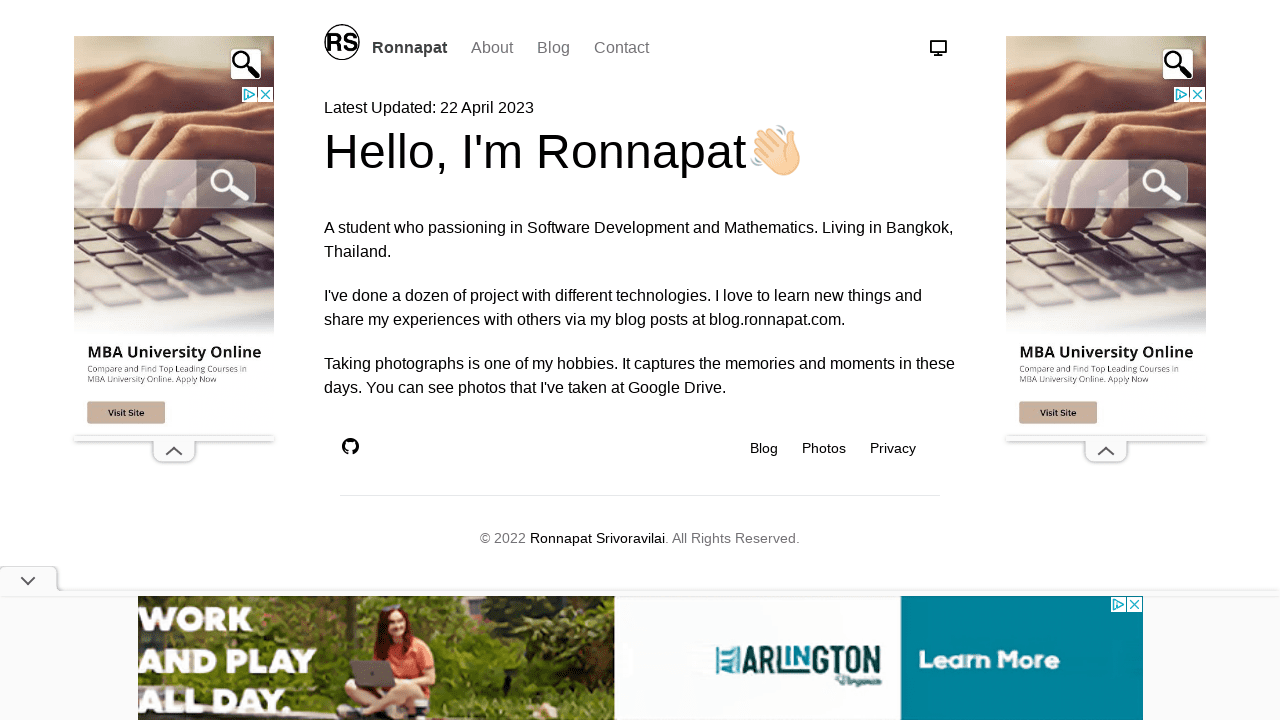 RS Ronnapat About Blog Contact
Latest Updated: 22 April 2023
Hello, I'm Ronnapat
A student who passioning in Software Development and Mathematics. Living in Bangkok,
Thailand.
I've done a dozen of project with different technologies. I love to learn new things and
share my experiences with others via my blog posts at blog.ronnapat.com.
Taking photographs is one of my hobbies. It captures the memories and moments in these
days. You can see photos that I've taken at Google Drive.
Blog Photos Privacy
© 2022 Ronnapat Srivoravilai. All Rights Reserved.
MBA University Online
Compare and Find Top Leading Courses in
MBA University Online. Apply Now
Visit Site
MBA University Online
Compare and Find Top Leading Courses in
MBA University Online. Apply Now
Visit Site
WORK
AND PLAY
ALL DAY.
ARLINGTON
Virginia
Learn More